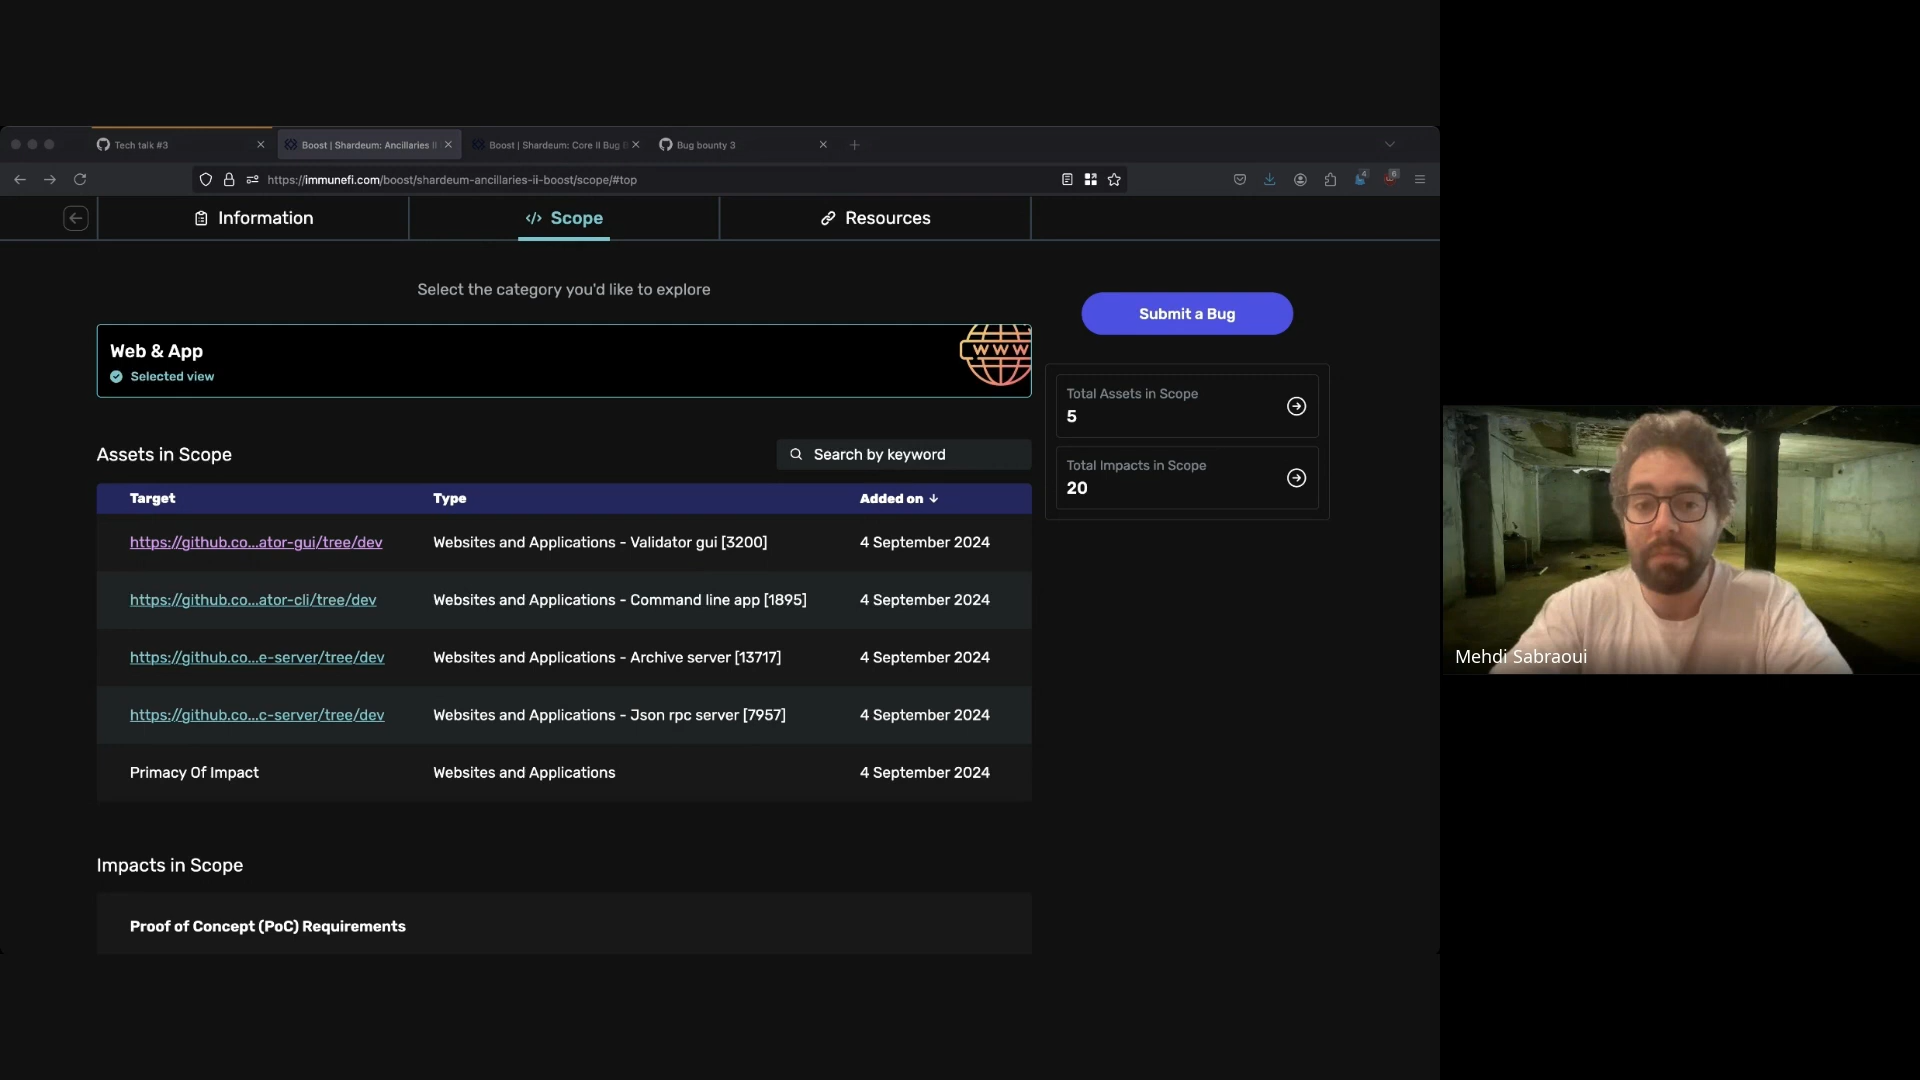 Tech talk #3
Boost | Shardeum: Ancillaries II
Boost | Shardeum: Core II Bug
Bug bounty 3
https://immunefi.com/boost/shardeum-ancillaries-ii-boost/scope/#top
4
6
Information
Scope
Resources
Select the category you'd like to explore
Web & App
Selected view
WWW
Submit a Bug
Total Assets in Scope
5
Total Impacts in Scope
20
Assets in Scope
Search by keyword
Target Type Added on
https://github.co...ator-gui/tree/dev Websites and Applications - Validator gui [3200] 4 September 2024
https://github.co...ator-cli/tree/dev Websites and Applications - Command line app [1895] 4 September 2024
https://github.co...e-server/tree/dev Websites and Applications - Archive server [13717] 4 September 2024
https://github.co...c-server/tree/dev Websites and Applications - Json rpc server [7957] 4 September 2024
Primacy Of Impact Websites and Applications 4 September 2024
Impacts in Scope
Proof of Concept (PoC) Requirements
Mehdi Sabraoui